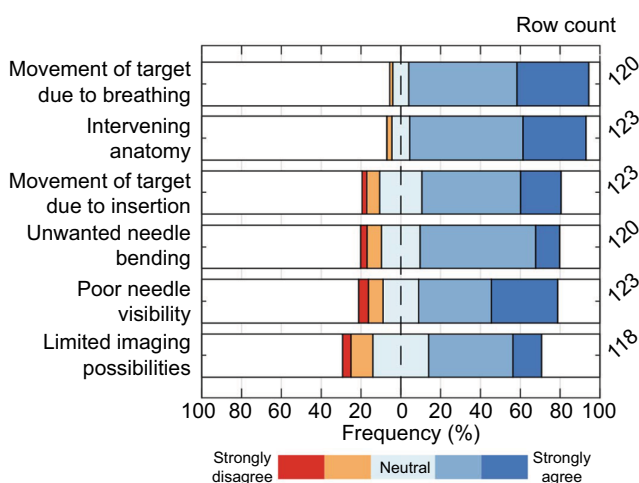 Row count
Movement of target
due to breathing
120
Intervening
anatomy
123
Movement of target
due to insertion
123
Unwanted needle
bending
120
Poor needle
visibility
123
Limited imaging
possibilities
118
100 80 60 40 20 0 20 40 60 80 100
Frequency (%)
Strongly
disagree
Neutral
Strongly
agree